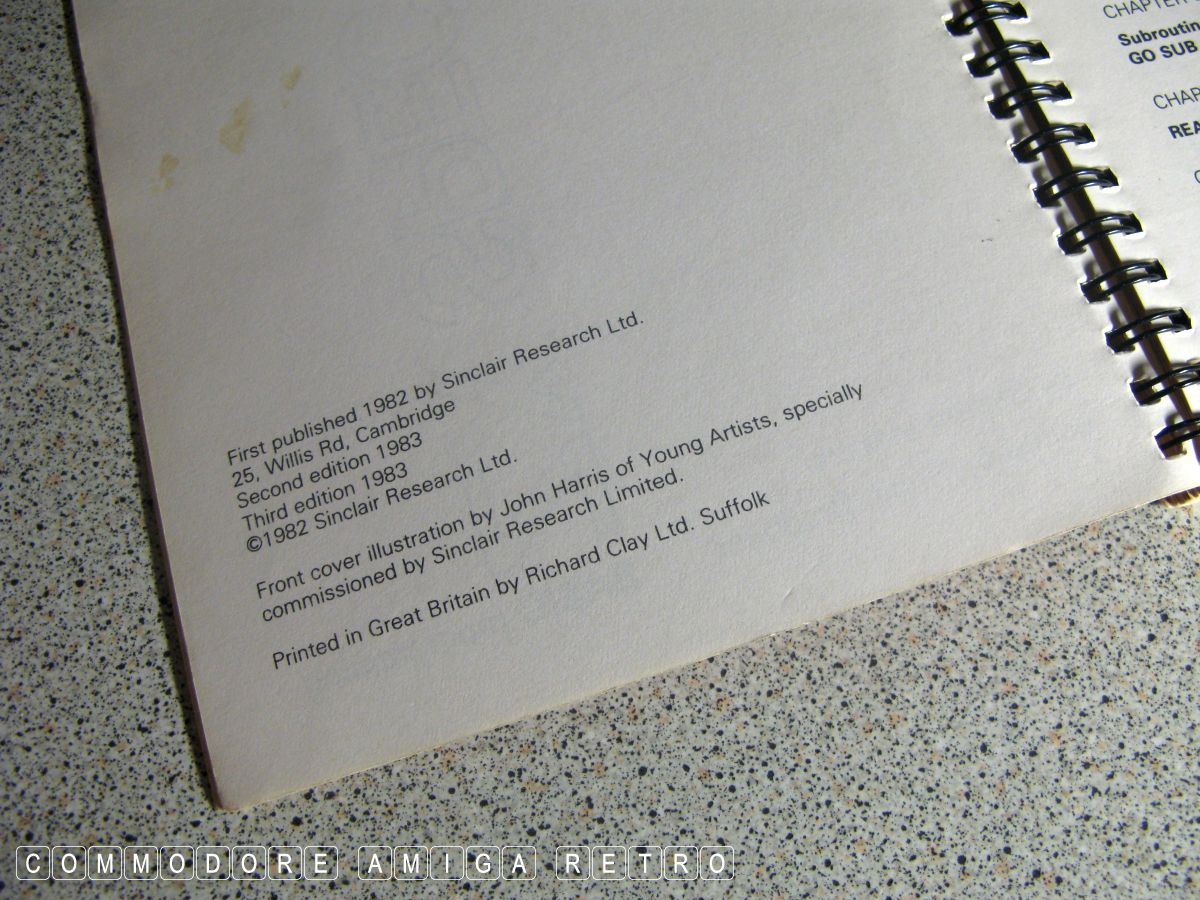 First published 1982 by Sinclair Research Ltd.
25, Willis Rd, Cambridge
Second edition 1983
Third edition 1983
©1982 Sinclair Research Ltd.
Front cover illustration by John Harris of Young Artists, specially
commissioned by Sinclair Research Limited.
Printed in Great Britain by Richard Clay Ltd. Suffolk
CHAPTER
GO SUB
COMMODORE AMIGA RETRO